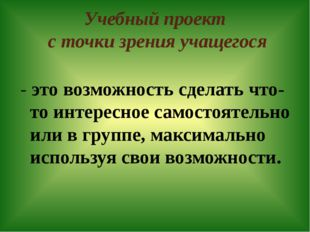 Учебный проект
с точки зрения учащегося
- это возможность сделать что-
то интересное самостоятельно
или в группе, максимально
используя свои возможности.